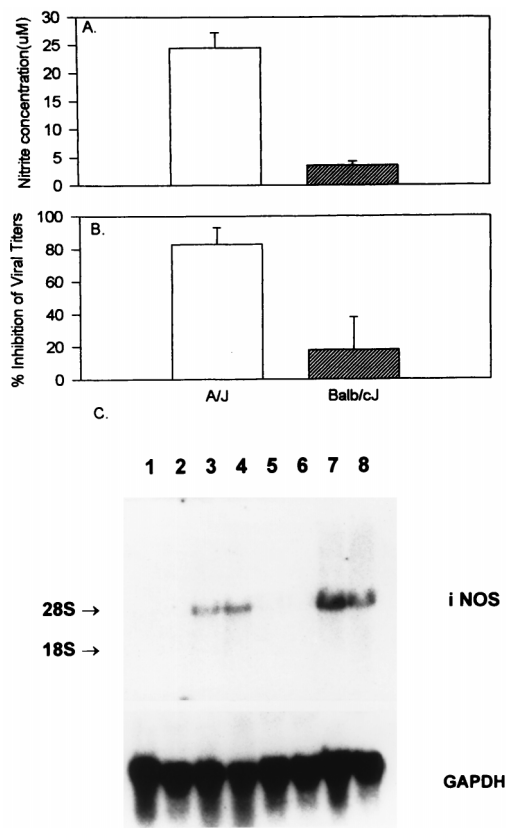 A.
Nitrite concentration(uM)
30
25
20
15
10
5
0
B.
% Inhibition of Viral Titers
100
80
60
40
20
0
A/J Balb/cJ
C.
1 2 3 4 5 6 7 8
28S →
i NOS
18S →
GAPDH